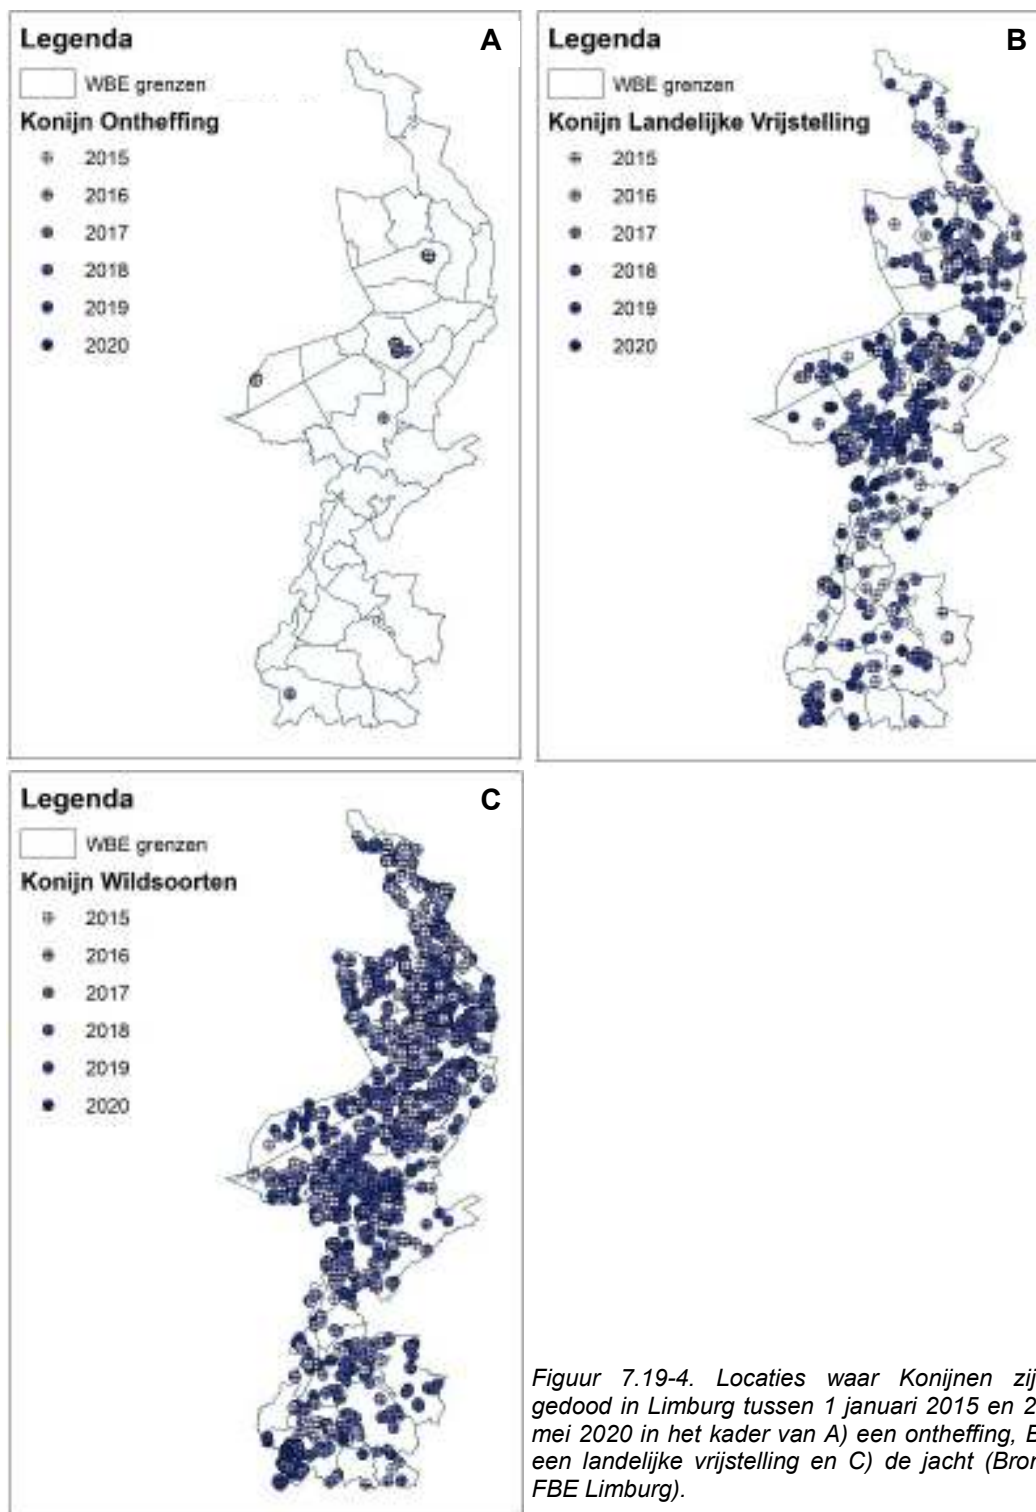 Legenda
A
WBE grenzen
Konijn Ontheffing
2015
2016
2017
2018
2019
2020
Legenda
B
WBE grenzen
Konijn Landelijke Vrijstelling
2015
2016
2017
2018
2019
2020
Legenda
C
WBE grenzen
Konijn Wildsoorten
2015
2016
2017
2018
2019
2020
Figuur 7.19-4. Locaties waar Konijnen zij
gedood in Limburg tussen 1 januari 2015 en 2
mei 2020 in het kader van A) een ontheffing,
een landelijke vrijstelling en C) de jacht (Bron
FBE Limburg).